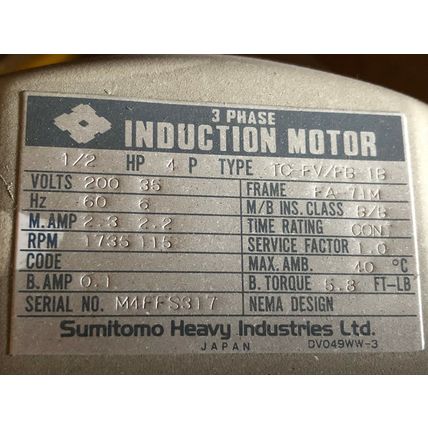 3 PHASE
INDUCTION MOTOR
1/2 HP 4 P TYPE TC-FV/FB-1B
VOLTS 200 35 FRAME FA-71M
Hz 60 6 M/B INS. CLASS B/B
M. AMP 2.3 2.2 TIME RATING CONT
RPM 1735 115 SERVICE FACTOR 1.0
CODE MAX. AMB. 40 °C
B. AMP 0.1 B. TORQUE 5.8 FT-LB
SERIAL NO. M4FFS317 NEMA DESIGN
Sumitomo Heavy Industries Ltd.
JAPAN DV049WW-3